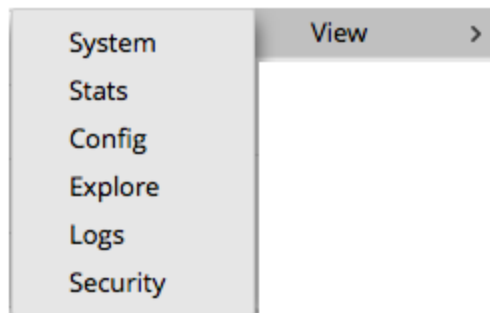 View >
System
Stats
Config
Explore
Logs
Security